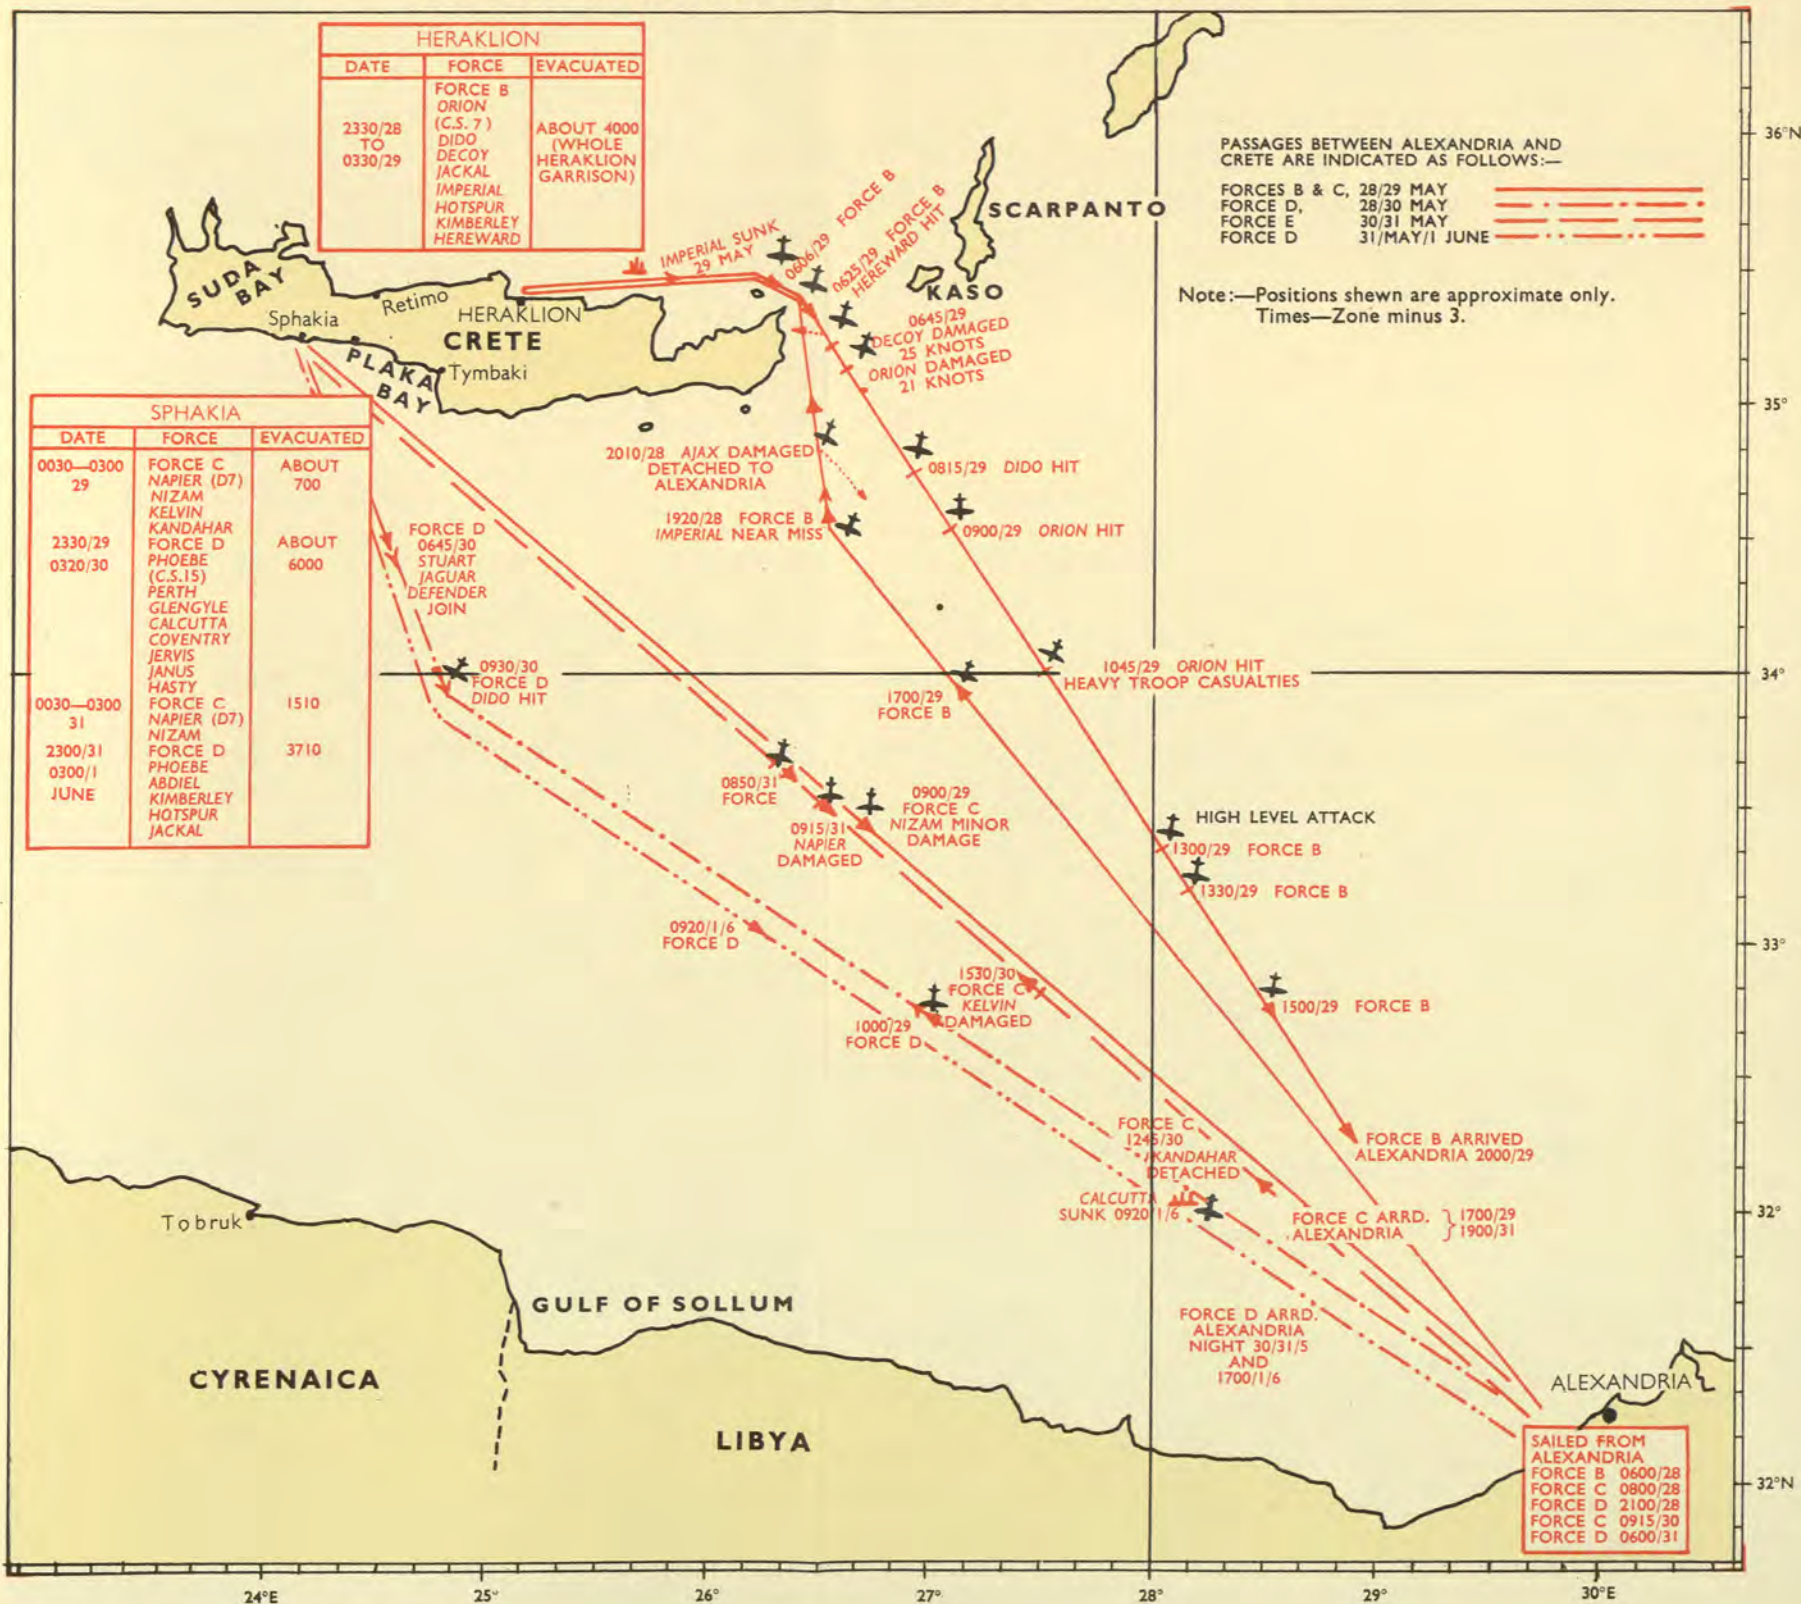 HERAKLION
DATE FORCE EVACUATED
2330/28
TO
0330/29
FORCE B
ORION
(C.S. 7)
DIDO
DECOY
JACKAL
IMPERIAL
HOTSPUR
KIMBERLEY
HEREWARD
ABOUT 4000
(WHOLE
HERAKLION
GARRISON)
PASSAGES BETWEEN ALEXANDRIA AND
CRETE ARE INDICATED AS FOLLOWS:—
FORCES B & C, 28/29 MAY
FORCE D, 28/30 MAY
FORCE E 30/31 MAY
FORCE D 31/MAY/1 JUNE
Note:—Positions shewn are approximate only.
Times—Zone minus 3.
36°N
35°
34°
33°
32°
32°N
SCARPANTO
KASO
SUDA
BAY
Retimo
Sphakia
HERAKLION
CRETE
PLAKA
BAY
Tymbaki
IMPERIAL SUNK
29 MAY
0606/29 FORCE B
0625/29 FORCE B
HEREWARD HIT
0645/29
DECOY DAMAGED
25 KNOTS
ORION DAMAGED
21 KNOTS
SPHAKIA
DATE FORCE EVACUATED
0030—0300 FORCE C ABOUT
29 NAPIER (D7) 700
NIZAM
KELVIN
KANDAHAR
2330/29 FORCE D ABOUT
0320/30 PHOEBE 6000
(C.S.15)
PERTH
GLENGYLE
CALCUTTA
COVENTRY
JERVIS
JANUS
HASTY
0030—0300 FORCE C 1510
31 NAPIER (D7)
NIZAM
2300/31 FORCE D 3710
0300/1 PHOEBE
JUNE ABDIEL
KIMBERLEY
HOTSPUR
JACKAL
2010/28 AJAX DAMAGED
DETACHED TO
ALEXANDRIA
1920/28 FORCE B
IMPERIAL NEAR MISS
0815/29 DIDO HIT
0900/29 ORION HIT
FORCE D
0645/30
STUART
JAGUAR
DEFENDER
JOIN
0930/30
FORCE D
DIDO HIT
1045/29 ORION HIT
HEAVY TROOP CASUALTIES
1700/29
FORCE B
0850/31
FORCE
0915/31
NAPIER
DAMAGED
0900/29
FORCE C
NIZAM MINOR
DAMAGE
HIGH LEVEL ATTACK
1300/29 FORCE B
1330/29 FORCE B
0920/1/6
FORCE D
1530/30
FORCE C
KELVIN
DAMAGED
1000/29
FORCE D
1500/29 FORCE B
FORCE C
1245/30
KANDAHAR
DETACHED
FORCE B ARRIVED
ALEXANDRIA 2000/29
CALCUTTA
SUNK 0920/1/6
FORCE C ARRD.
ALEXANDRIA
1700/29
1900/31
Tobruk
GULF OF SOLLUM
FORCE D ARRD.
ALEXANDRIA
NIGHT 30/31/5
AND
1700/1/6
CYRENAICA
LIBYA
ALEXANDRIA
SAILED FROM
ALEXANDRIA
FORCE B 0600/28
FORCE C 0800/28
FORCE D 2100/28
FORCE C 0915/30
FORCE D 0600/31
24°E 25° 26° 27°E 28° 29° 30°E